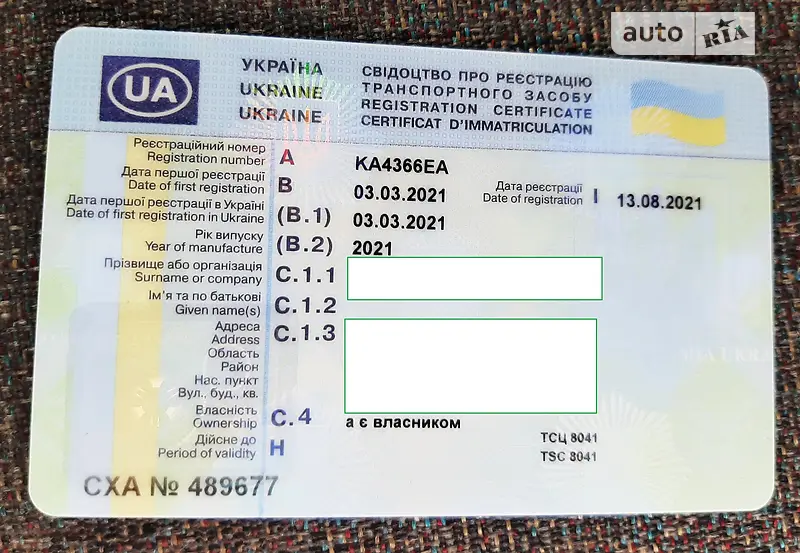 auto RIA
UA
УКРАЇНА
UKRAINE
UKRAINE
СВІДОЦТВО ПРО РЕЄСТРАЦІЮ
ТРАНСПОРТНОГО ЗАСОБУ
REGISTRATION CERTIFICATE
CERTIFICAT D'IMMATRICULATION
Реєстраційний номер
Registration number A KA4366EA
Дата першої реєстрації
Date of first registration B 03.03.2021
Дата реєстрації
Date of registration I 13.08.2021
Дата першої реєстрації в Україні
Date of first registration in Ukraine (B.1) 03.03.2021
Рік випуску
Year of manufacture (B.2) 2021
Прізвище або організація
Surname or company C.1.1
Ім'я та по батькові
Given name(s) C.1.2
Адреса
Address C.1.3
Область
Район
Нас. пункт
Вул., буд., кв.
Власність
Ownership C.4 а є власником
Дійсне до
Period of validity H
ТСЦ 8041
TSC 8041
СХА № 489677